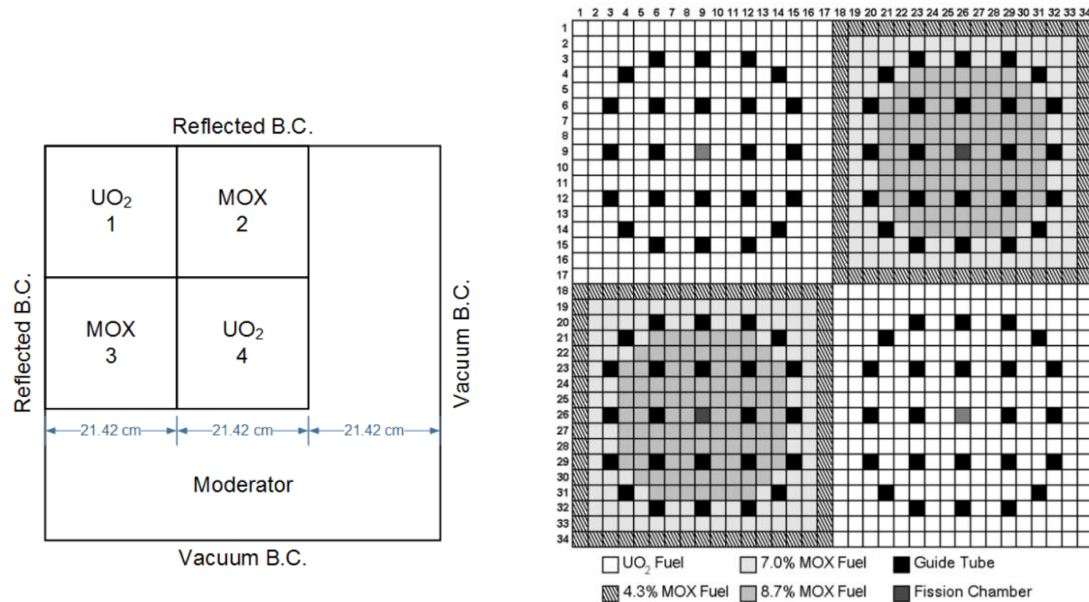 Reflected B.C.
Reflected B.C.
UO₂
1
MOX
2
MOX
3
UO₂
4
Vacuum B.C.
21.42 cm
21.42 cm
21.42 cm
Moderator
Vacuum B.C.
1 2 3 4 5 6 7 8 9 10 11 12 13 14 15 16 17 18 19 20 21 22 23 24 25 26 27 28 29 30 31 32 33 34
1
2
3
4
5
6
7
8
9
10
11
12
13
14
15
16
17
18
19
20
21
22
23
24
25
26
27
28
29
30
31
32
33
34
UO₂ Fuel 7.0% MOX Fuel Guide Tube
4.3% MOX Fuel 8.7% MOX Fuel Fission Chamber